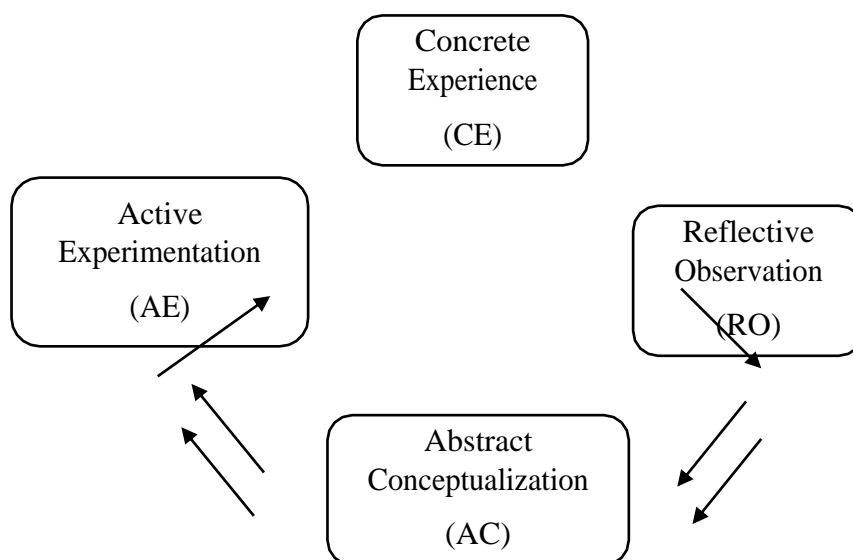 Concrete
Experience
(CE)
Active
Experimentation
(AE)
Reflective
Observation
(RO)
Abstract
Conceptualization
(AC)